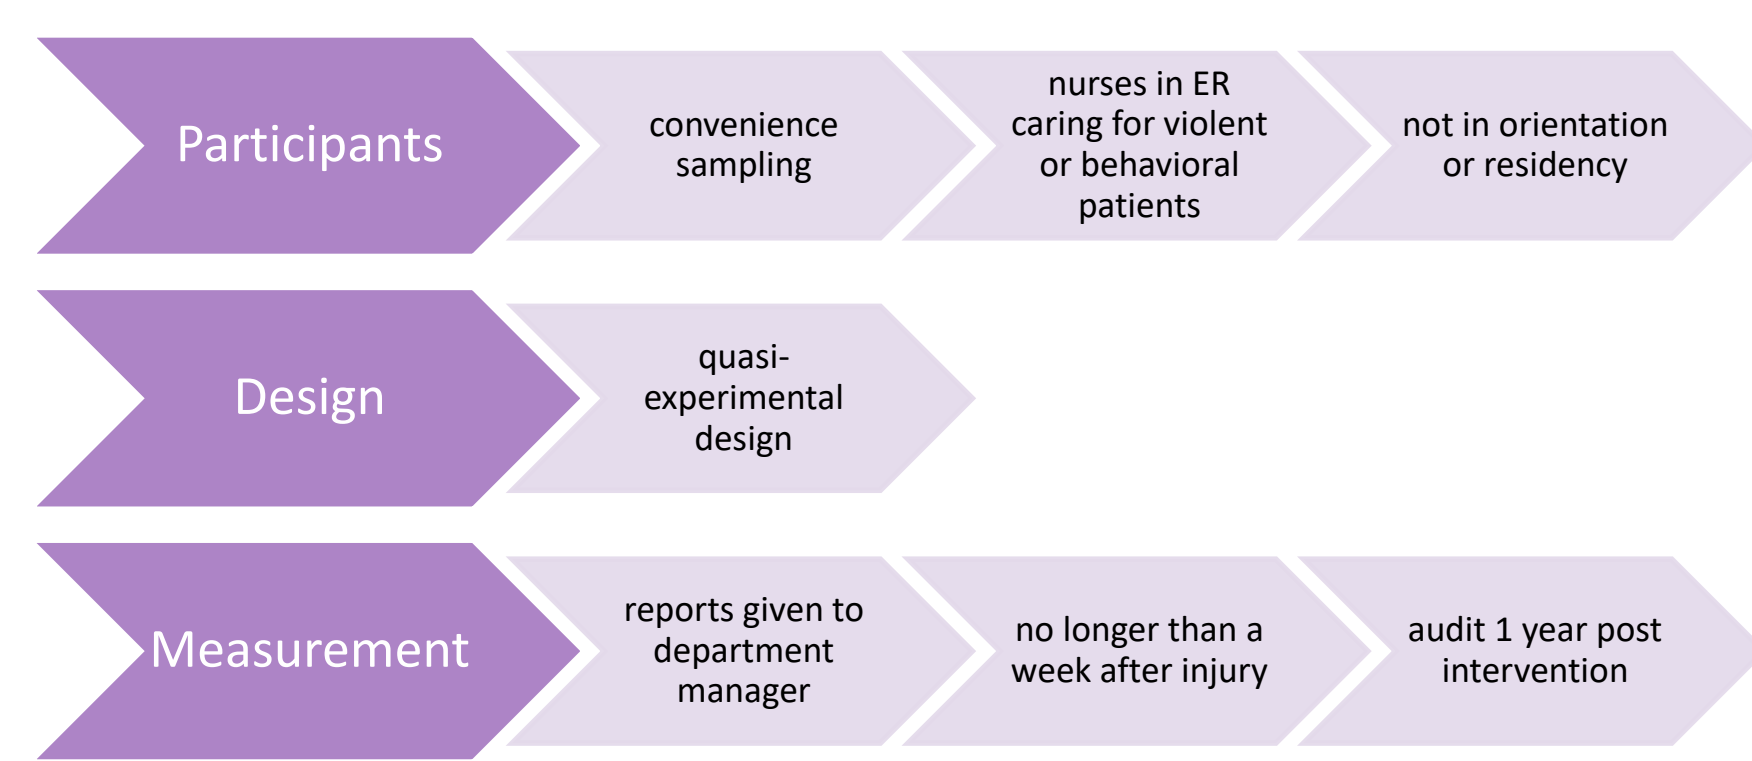 Participants
convenience
sampling
nurses in ER
caring for violent
or behavioral
patients
not in orientation
or residency
Design
quasi-
experimental
design
Measurement
reports given to
department
manager
no longer than a
week after injury
audit 1 year post
intervention